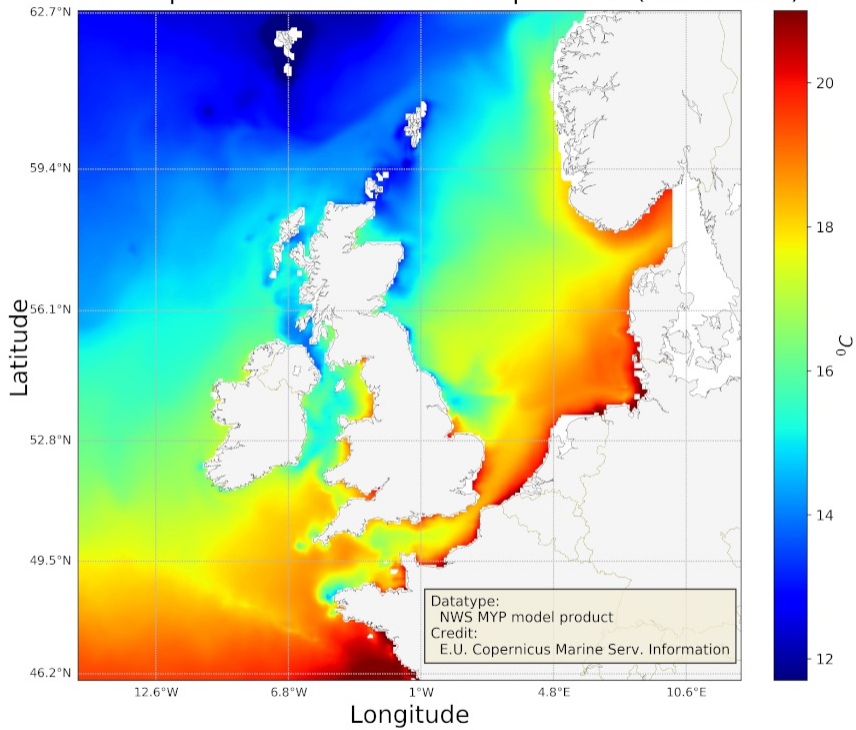 62.7°N
59.4°N
56.1°N
52.8°N
49.5°N
46.2°N
Latitude
12.6°W
6.8°W
1°W
4.8°E
10.6°E
Longitude
Datatype:
NWS MYP model product
Credit:
E.U. Copernicus Marine Serv. Information
20
18
16
14
12
°C